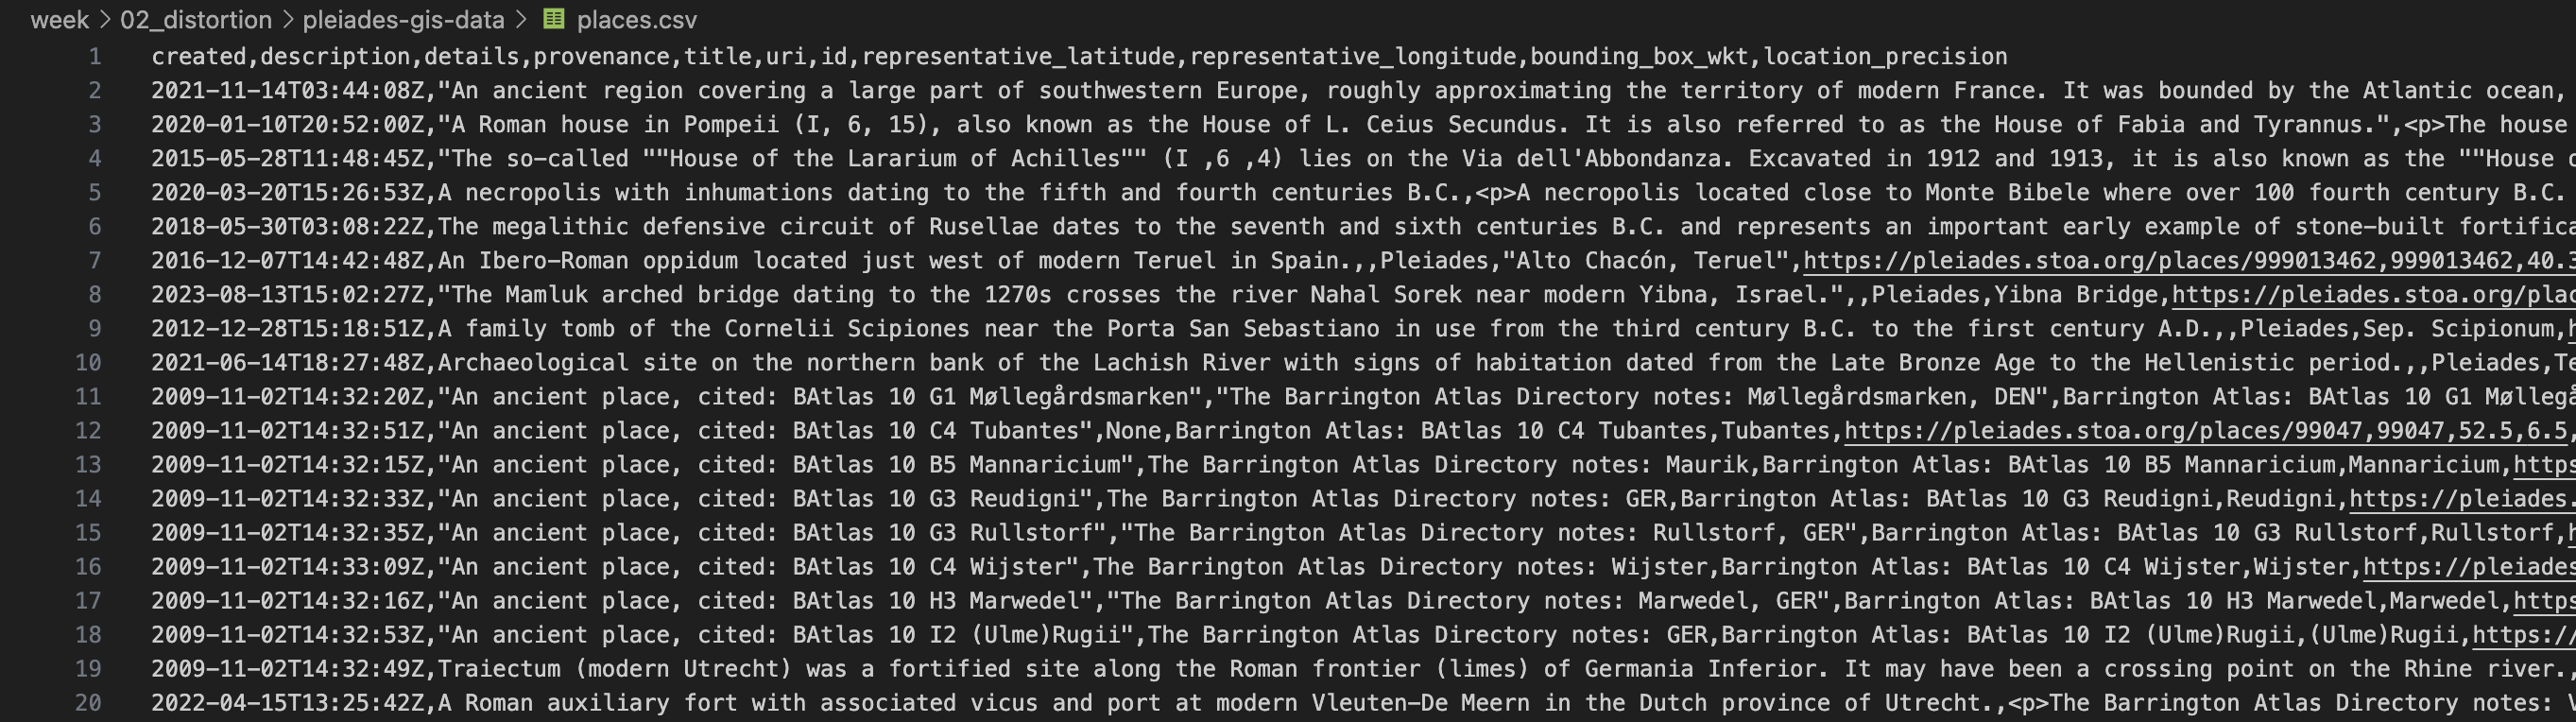 week > 02_distortion > pleiades-gis-data > places.csv
1 created,description,details,provenance,title,uri,id,representative_latitude,representative_longitude,bounding_box_wkt,location_precision
2 2021-11-14T03:44:08Z,"An ancient region covering a large part of southwestern Europe, roughly approximating the territory of modern France. It was bounded by the Atlantic ocean,
3 2020-01-10T20:52:00Z,"A Roman house in Pompeii (I, 6, 15), also known as the House of L. Ceius Secundus. It is also referred to as the House of Fabia and Tyrannus.",<p>The house
4 2015-05-28T11:48:45Z,"The so-called ""House of the Lararium of Achilles"" (I ,6 ,4) lies on the Via dell'Abbondanza. Excavated in 1912 and 1913, it is also known as the ""House
5 2020-03-20T15:26:53Z,A necropolis with inhumations dating to the fifth and fourth centuries B.C.,<p>A necropolis located close to Monte Bibele where over 100 fourth century B.C.
6 2018-05-30T03:08:22Z,The megalithic defensive circuit of Rusellae dates to the seventh and sixth centuries B.C. and represents an important early example of stone-built fortifica
7 2016-12-07T14:42:48Z,An Ibero-Roman oppidum located just west of modern Teruel in Spain.,,Pleiades,"Alto Chacón, Teruel",https://pleiades.stoa.org/places/999013462,999013462,40.3
8 2023-08-13T15:02:27Z,"The Mamluk arched bridge dating to the 1270s crosses the river Nahal Sorek near modern Yibna, Israel.",,Pleiades,Yibna Bridge,https://pleiades.stoa.org/plac
9 2012-12-28T15:18:51Z,A family tomb of the Cornelii Scipiones near the Porta San Sebastiano in use from the third century B.C. to the first century A.D.,,Pleiades,Sep. Scipionum,h
10 2021-06-14T18:27:48Z,Archaeological site on the northern bank of the Lachish River with signs of habitation dated from the Late Bronze Age to the Hellenistic period.,,Pleiades,Te
11 2009-11-02T14:32:20Z,"An ancient place, cited: BAtlas 10 G1 Møllegårdsmarken","The Barrington Atlas Directory notes: Møllegårdsmarken, DEN",Barrington Atlas: BAtlas 10 G1 Møllegå
12 2009-11-02T14:32:51Z,"An ancient place, cited: BAtlas 10 C4 Tubantes",None,Barrington Atlas: BAtlas 10 C4 Tubantes,Tubantes,https://pleiades.stoa.org/places/99047,99047,52.5,6.5,
13 2009-11-02T14:32:15Z,"An ancient place, cited: BAtlas 10 B5 Mannaricium",The Barrington Atlas Directory notes: Maurik,Barrington Atlas: BAtlas 10 B5 Mannaricium,Mannaricium,https
14 2009-11-02T14:32:33Z,"An ancient place, cited: BAtlas 10 G3 Reudigni",The Barrington Atlas Directory notes: GER,Barrington Atlas: BAtlas 10 G3 Reudigni,Reudigni,https://pleiades.
15 2009-11-02T14:32:35Z,"An ancient place, cited: BAtlas 10 G3 Rullstorf","The Barrington Atlas Directory notes: Rullstorf, GER",Barrington Atlas: BAtlas 10 G3 Rullstorf,Rullstorf,h
16 2009-11-02T14:33:09Z,"An ancient place, cited: BAtlas 10 C4 Wijster",The Barrington Atlas Directory notes: Wijster,Barrington Atlas: BAtlas 10 C4 Wijster,Wijster,https://pleiades
17 2009-11-02T14:32:16Z,"An ancient place, cited: BAtlas 10 H3 Marwedel","The Barrington Atlas Directory notes: Marwedel, GER",Barrington Atlas: BAtlas 10 H3 Marwedel,Marwedel,https
18 2009-11-02T14:32:53Z,"An ancient place, cited: BAtlas 10 I2 (Ulme)Rugii",The Barrington Atlas Directory notes: GER,Barrington Atlas: BAtlas 10 I2 (Ulme)Rugii,(Ulme)Rugii,https://
19 2009-11-02T14:32:49Z,Traiectum (modern Utrecht) was a fortified site along the Roman frontier (limes) of Germania Inferior. It may have been a crossing point on the Rhine river.,
20 2022-04-15T13:25:42Z,A Roman auxiliary fort with associated vicus and port at modern Vleuten-De Meern in the Dutch province of Utrecht.,<p>The Barrington Atlas Directory notes: